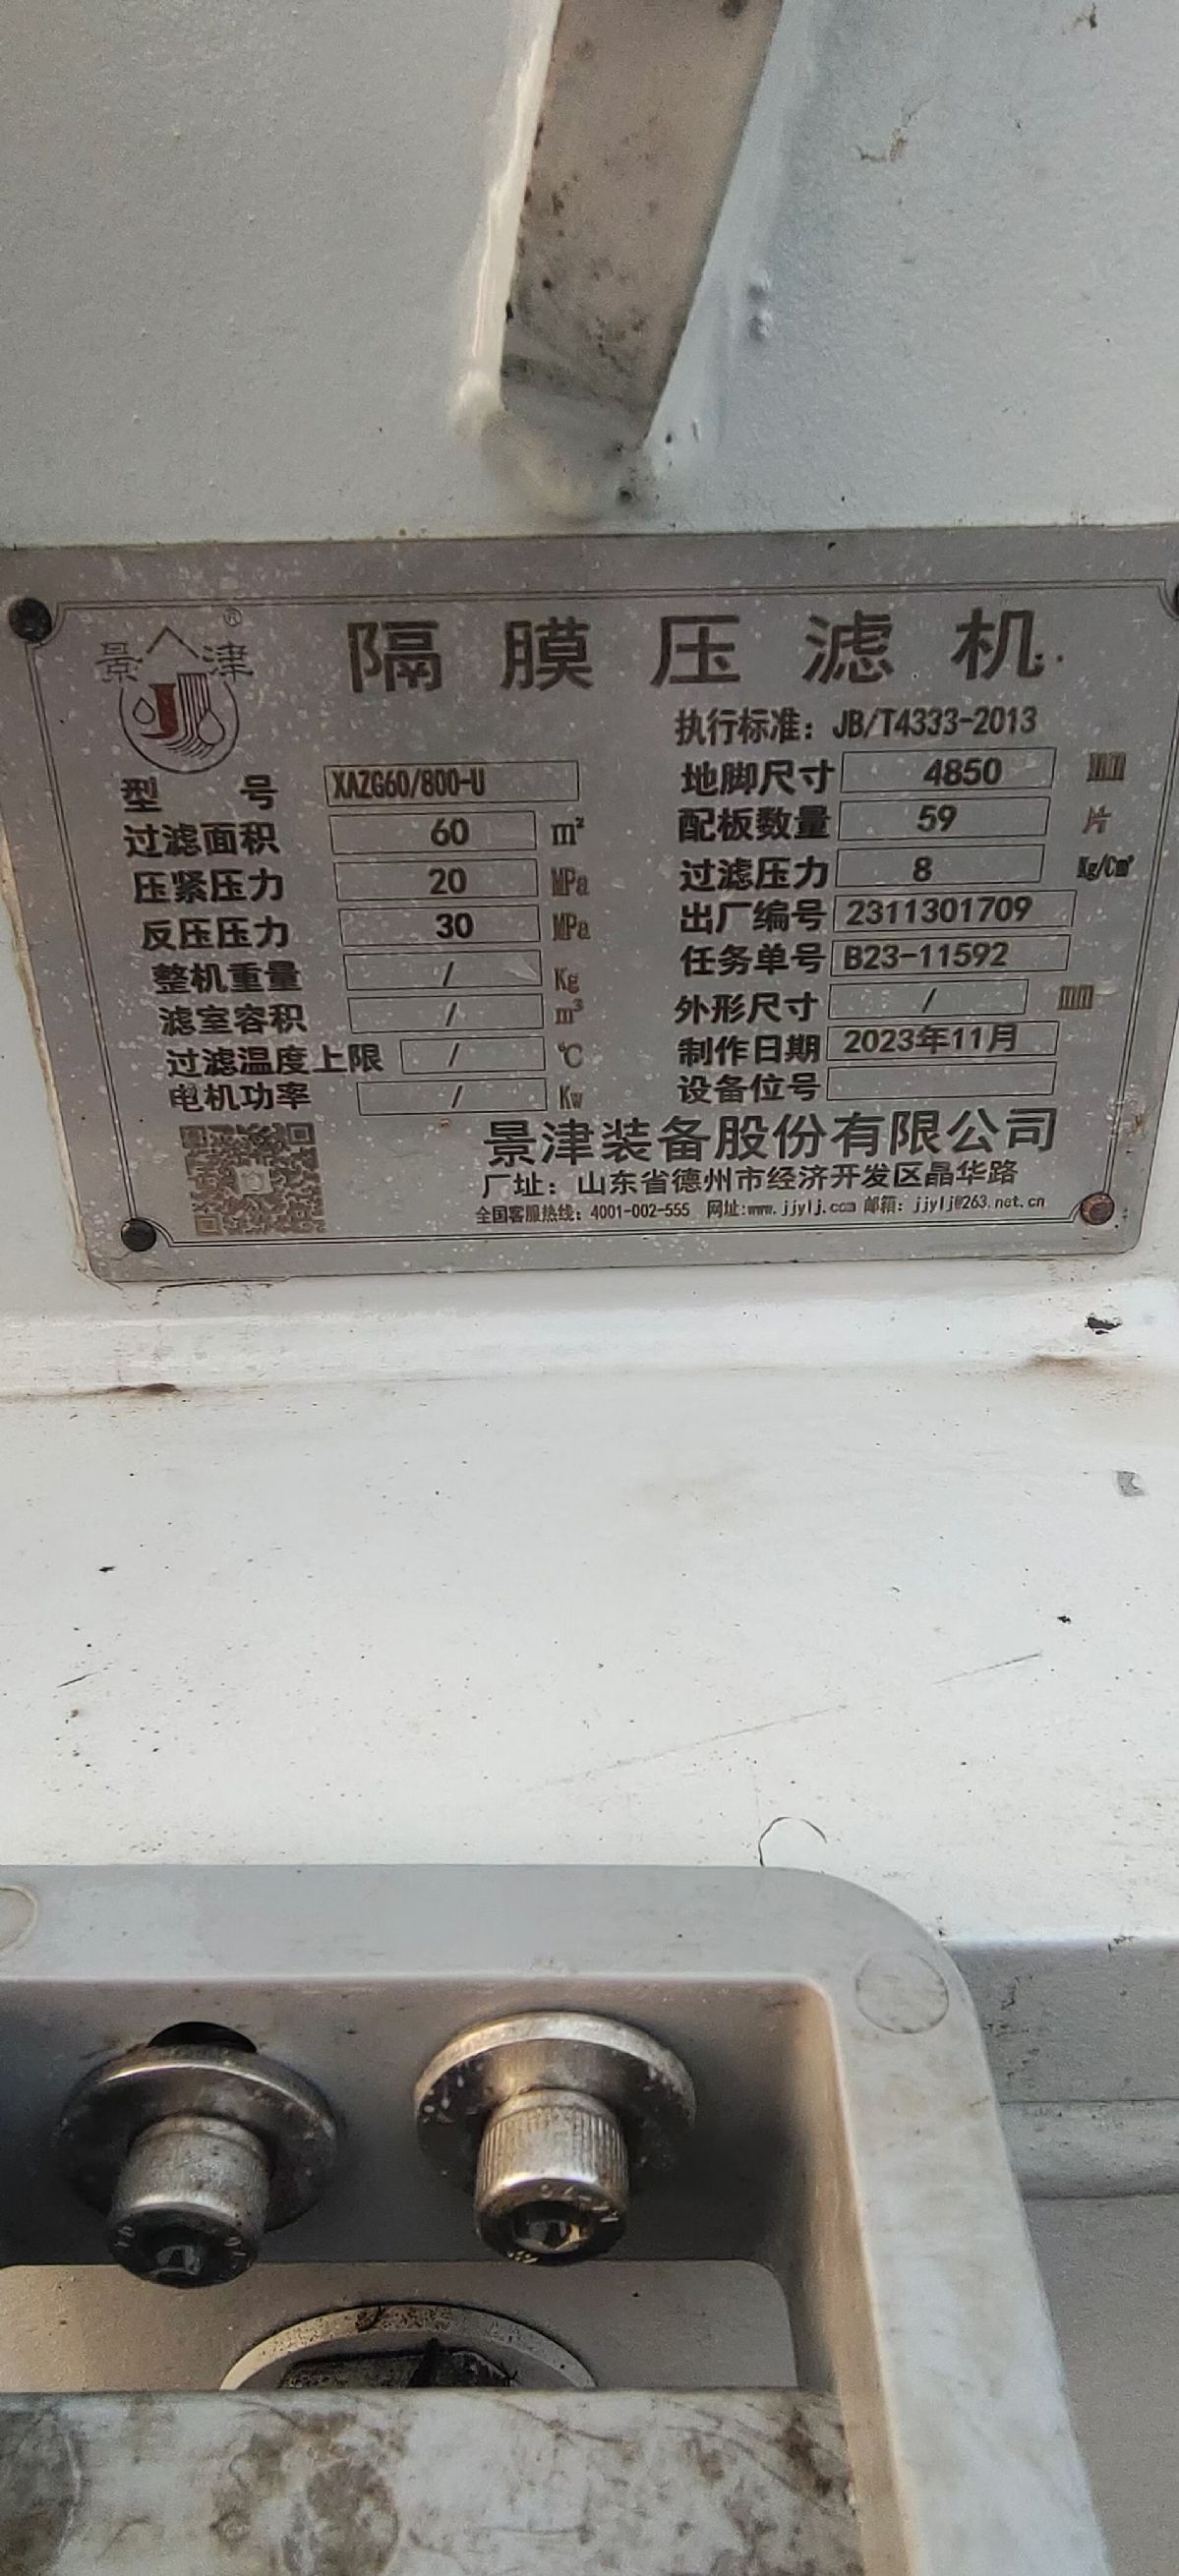 景津®
隔膜压滤机
执行标准：JB/T4333-2013
型号 XAZG60/800-U
地脚尺寸 4850 mm
过滤面积 60 m²
配板数量 59 片
压紧压力 20 MPa
过滤压力 8 Kg/Cm²
反压压力 30 MPa
出厂编号 2311301709
整机重量 / Kg
任务单号 B23-11592
滤室容积 / m³
外形尺寸 / mm
过滤温度上限 / ℃
制作日期 2023年11月
电机功率 / Kw
设备位号
景津装备股份有限公司
厂址：山东省德州市经济开发区晶华路
全国客服热线：4001-002-555 网址:www.jjylj.com 邮箱：jjylj@263.net.cn